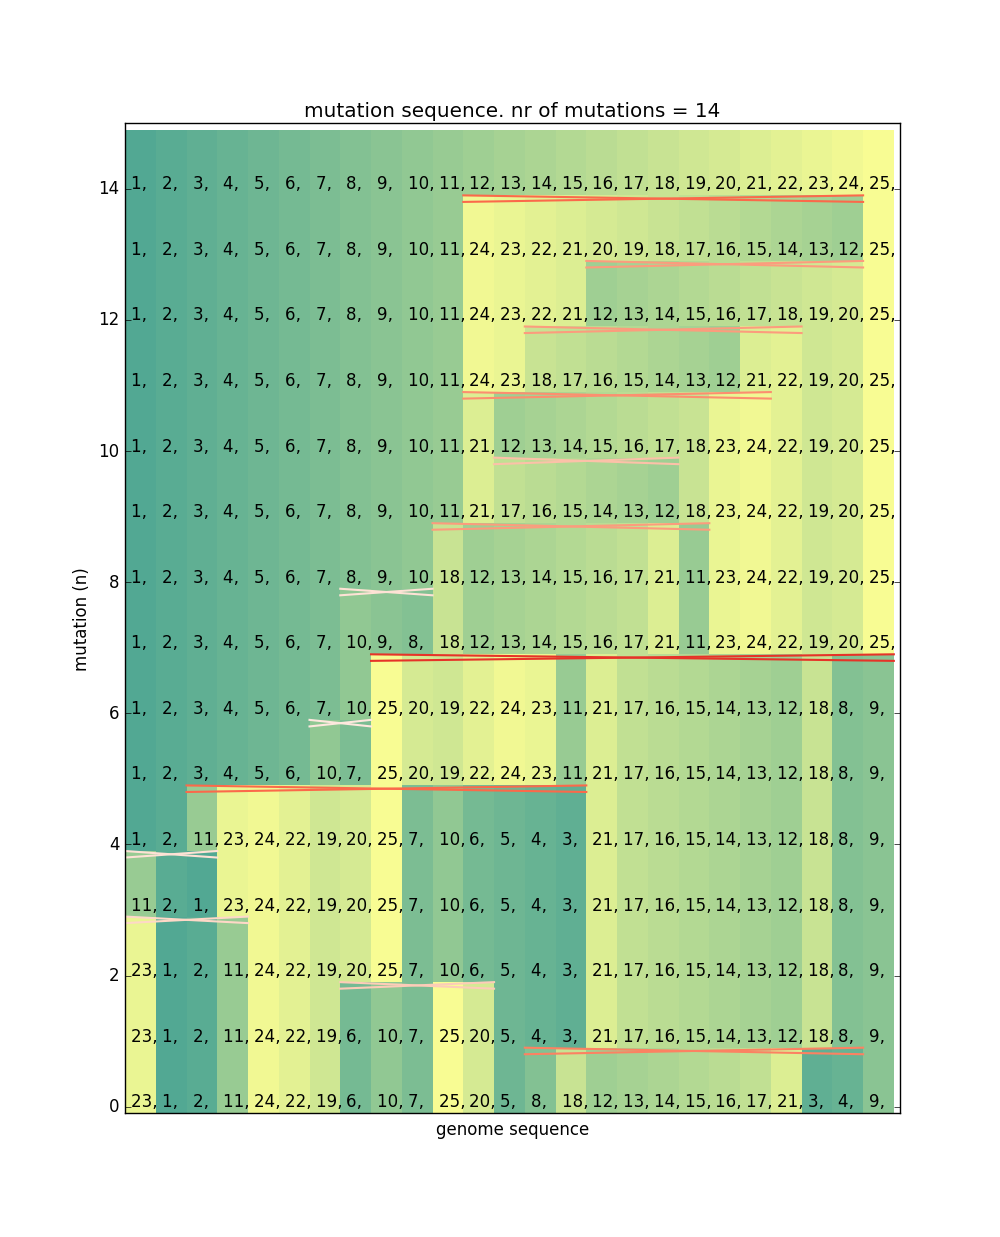 mutation sequence. nr of mutations = 14
14 1, 2, 3, 4, 5, 6, 7, 8, 9, 10, 11, 12, 13, 14, 15, 16, 17, 18, 19, 20, 21, 22, 23, 24, 25,
1, 2, 3, 4, 5, 6, 7, 8, 9, 10, 11, 24, 23, 22, 21, 20, 19, 18, 17, 16, 15, 14, 13, 12, 25,
12 1, 2, 3, 4, 5, 6, 7, 8, 9, 10, 11, 24, 23, 22, 21, 12, 13, 14, 15, 16, 17, 18, 19, 20, 25,
1, 2, 3, 4, 5, 6, 7, 8, 9, 10, 11, 24, 23, 18, 17, 16, 15, 14, 13, 12, 21, 22, 19, 20, 25,
10 1, 2, 3, 4, 5, 6, 7, 8, 9, 10, 11, 21, 12, 13, 14, 15, 16, 17, 18, 23, 24, 22, 19, 20, 25,
1, 2, 3, 4, 5, 6, 7, 8, 9, 10, 11, 21, 17, 16, 15, 14, 13, 12, 18, 23, 24, 22, 19, 20, 25,
8 1, 2, 3, 4, 5, 6, 7, 8, 9, 10, 18, 12, 13, 14, 15, 16, 17, 21, 11, 23, 24, 22, 19, 20, 25,
1, 2, 3, 4, 5, 6, 7, 10, 9, 8, 18, 12, 13, 14, 15, 16, 17, 21, 11, 23, 24, 22, 19, 20, 25,
6 1, 2, 3, 4, 5, 6, 7, 10, 25, 20, 19, 22, 24, 23, 11, 21, 17, 16, 15, 14, 13, 12, 18, 8, 9,
1, 2, 3, 4, 5, 6, 10, 7, 25, 20, 19, 22, 24, 23, 11, 21, 17, 16, 15, 14, 13, 12, 18, 8, 9,
4 1, 2, 11, 23, 24, 22, 19, 20, 25, 7, 10, 6, 5, 4, 3, 21, 17, 16, 15, 14, 13, 12, 18, 8, 9,
11, 2, 1, 23, 24, 22, 19, 20, 25, 7, 10, 6, 5, 4, 3, 21, 17, 16, 15, 14, 13, 12, 18, 8, 9,
2 23, 1, 2, 11, 24, 22, 19, 20, 25, 7, 10, 6, 5, 4, 3, 21, 17, 16, 15, 14, 13, 12, 18, 8, 9,
23, 1, 2, 11, 24, 22, 19, 6, 10, 7, 25, 20, 5, 4, 3, 21, 17, 16, 15, 14, 13, 12, 18, 8, 9,
0 23, 1, 2, 11, 24, 22, 19, 6, 10, 7, 25, 20, 5, 8, 18, 12, 13, 14, 15, 16, 17, 21, 3, 4, 9,
mutation (n)
genome sequence